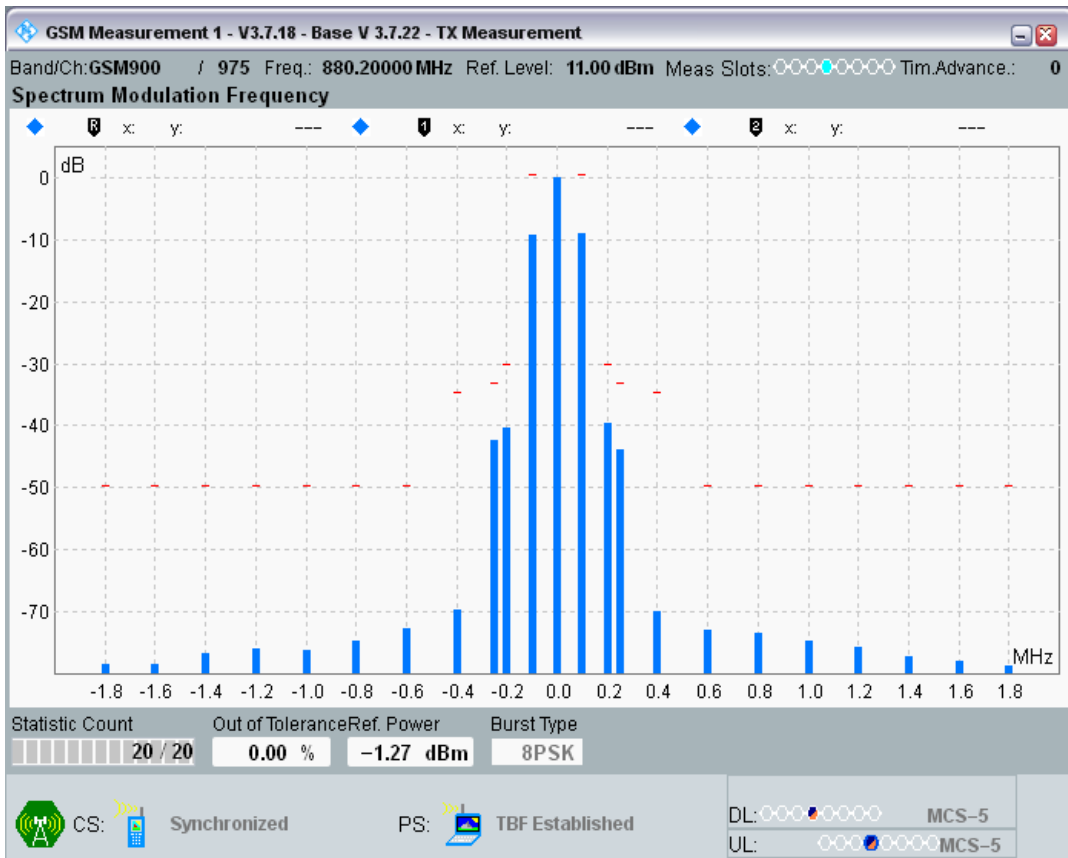 GSM Measurement 1 - V3.7.18 - Base V 3.7.22 - TX Measurement
Band/Ch:GSM900 / 975 Freq.: 880.20000 MHz Ref. Level: 11.00 dBm Meas Slots: Tim.Advance.: 0
Spectrum Modulation Frequency
R x: y: --- 1 x: y: --- 2 x: y: ---
dB
0
-10
-20
-30
-40
-50
-60
-70
MHz
-1.8 -1.6 -1.4 -1.2 -1.0 -0.8 -0.6 -0.4 -0.2 0.0 0.2 0.4 0.6 0.8 1.0 1.2 1.4 1.6 1.8
Statistic Count Out of Tolerance Ref. Power Burst Type
20 / 20 0.00 % -1.27 dBm 8PSK
CS: Synchronized PS: TBF Established
DL: MCS-5
UL: MCS-5